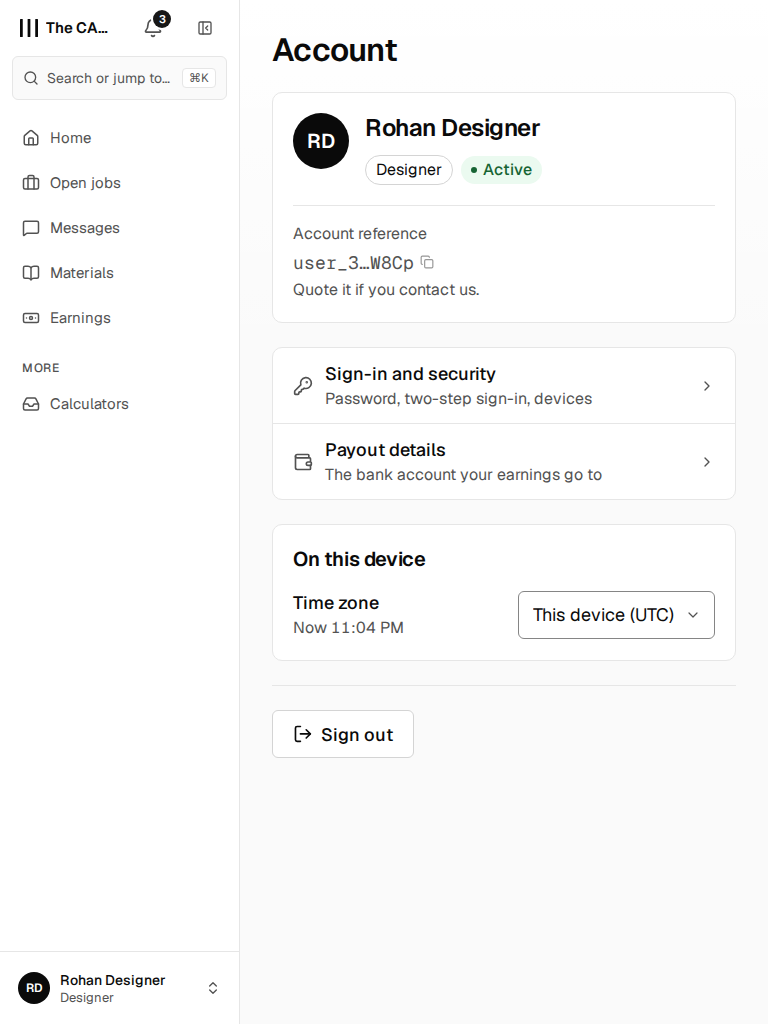 The CA…
3
Search or jump to…
⌘K
Home
Open jobs
Messages
Materials
Earnings
MORE
Calculators
RD
Rohan Designer
Designer
Account
RD
Rohan Designer
Designer
Active
Account reference
user_3…W8Cp
Quote it if you contact us.
Sign-in and security
Password, two-step sign-in, devices
Payout details
The bank account your earnings go to
On this device
Time zone
Now 11:04 PM
This device (UTC)
Sign out